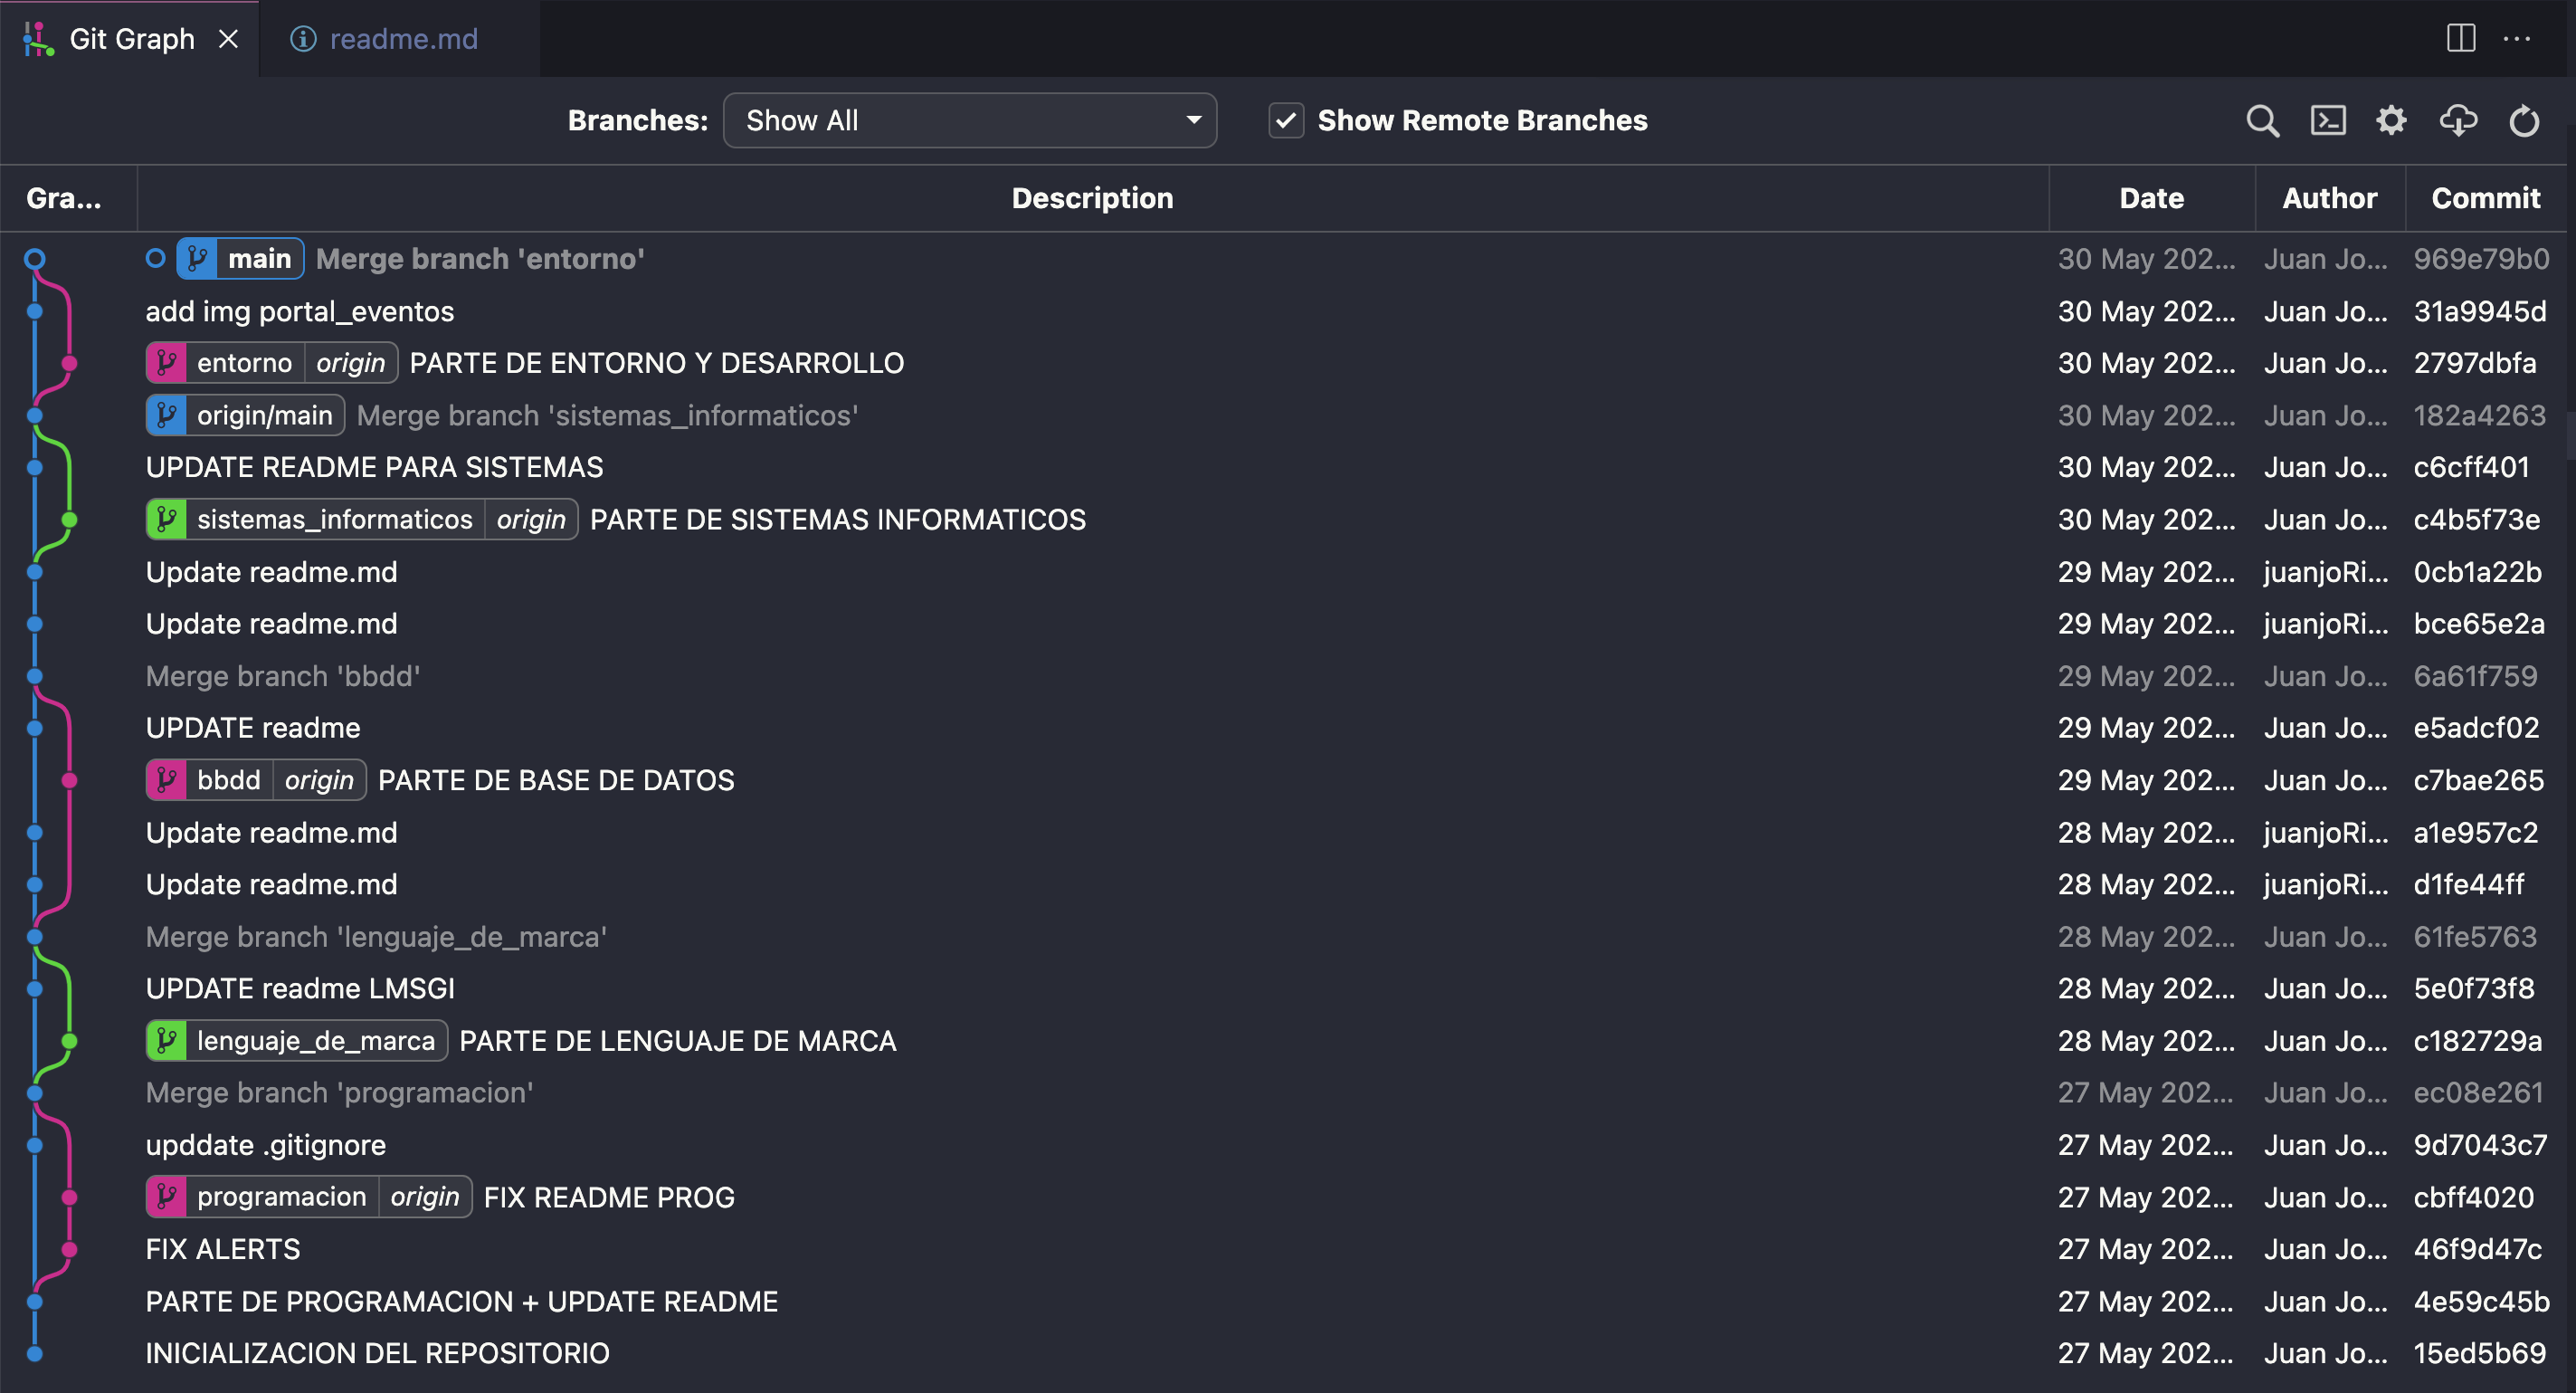 Git Graph readme.md
Branches: Show All Show Remote Branches
Gra... Description Date Author Commit
main Merge branch 'entorno' 30 May 202... Juan Jo... 969e79b0
add img portal_eventos 30 May 202... Juan Jo... 31a9945d
entorno origin PARTE DE ENTORNO Y DESARROLLO 30 May 202... Juan Jo... 2797dbfa
origin/main Merge branch 'sistemas_informaticos' 30 May 202... Juan Jo... 182a4263
UPDATE README PARA SISTEMAS 30 May 202... Juan Jo... c6cff401
sistemas_informaticos origin PARTE DE SISTEMAS INFORMATICOS 30 May 202... Juan Jo... c4b5f73e
Update readme.md 29 May 202... juanjoRi... 0cb1a22b
Update readme.md 29 May 202... juanjoRi... bce65e2a
Merge branch 'bbdd' 29 May 202... Juan Jo... 6a61f759
UPDATE readme 29 May 202... Juan Jo... e5adcf02
bbdd origin PARTE DE BASE DE DATOS 29 May 202... Juan Jo... c7bae265
Update readme.md 28 May 202... juanjoRi... a1e957c2
Update readme.md 28 May 202... juanjoRi... d1fe44ff
Merge branch 'lenguaje_de_marca' 28 May 202... Juan Jo... 61fe5763
UPDATE readme LMSGI 28 May 202... Juan Jo... 5e0f73f8
lenguaje_de_marca PARTE DE LENGUAJE DE MARCA 28 May 202... Juan Jo... c182729a
Merge branch 'programacion' 27 May 202... Juan Jo... ec08e261
upddate .gitignore 27 May 202... Juan Jo... 9d7043c7
programacion origin FIX README PROG 27 May 202... Juan Jo... cbff4020
FIX ALERTS 27 May 202... Juan Jo... 46f9d47c
PARTE DE PROGRAMACION + UPDATE README 27 May 202... Juan Jo... 4e59c45b
INICIALIZACION DEL REPOSITORIO 27 May 202... Juan Jo... 15ed5b69